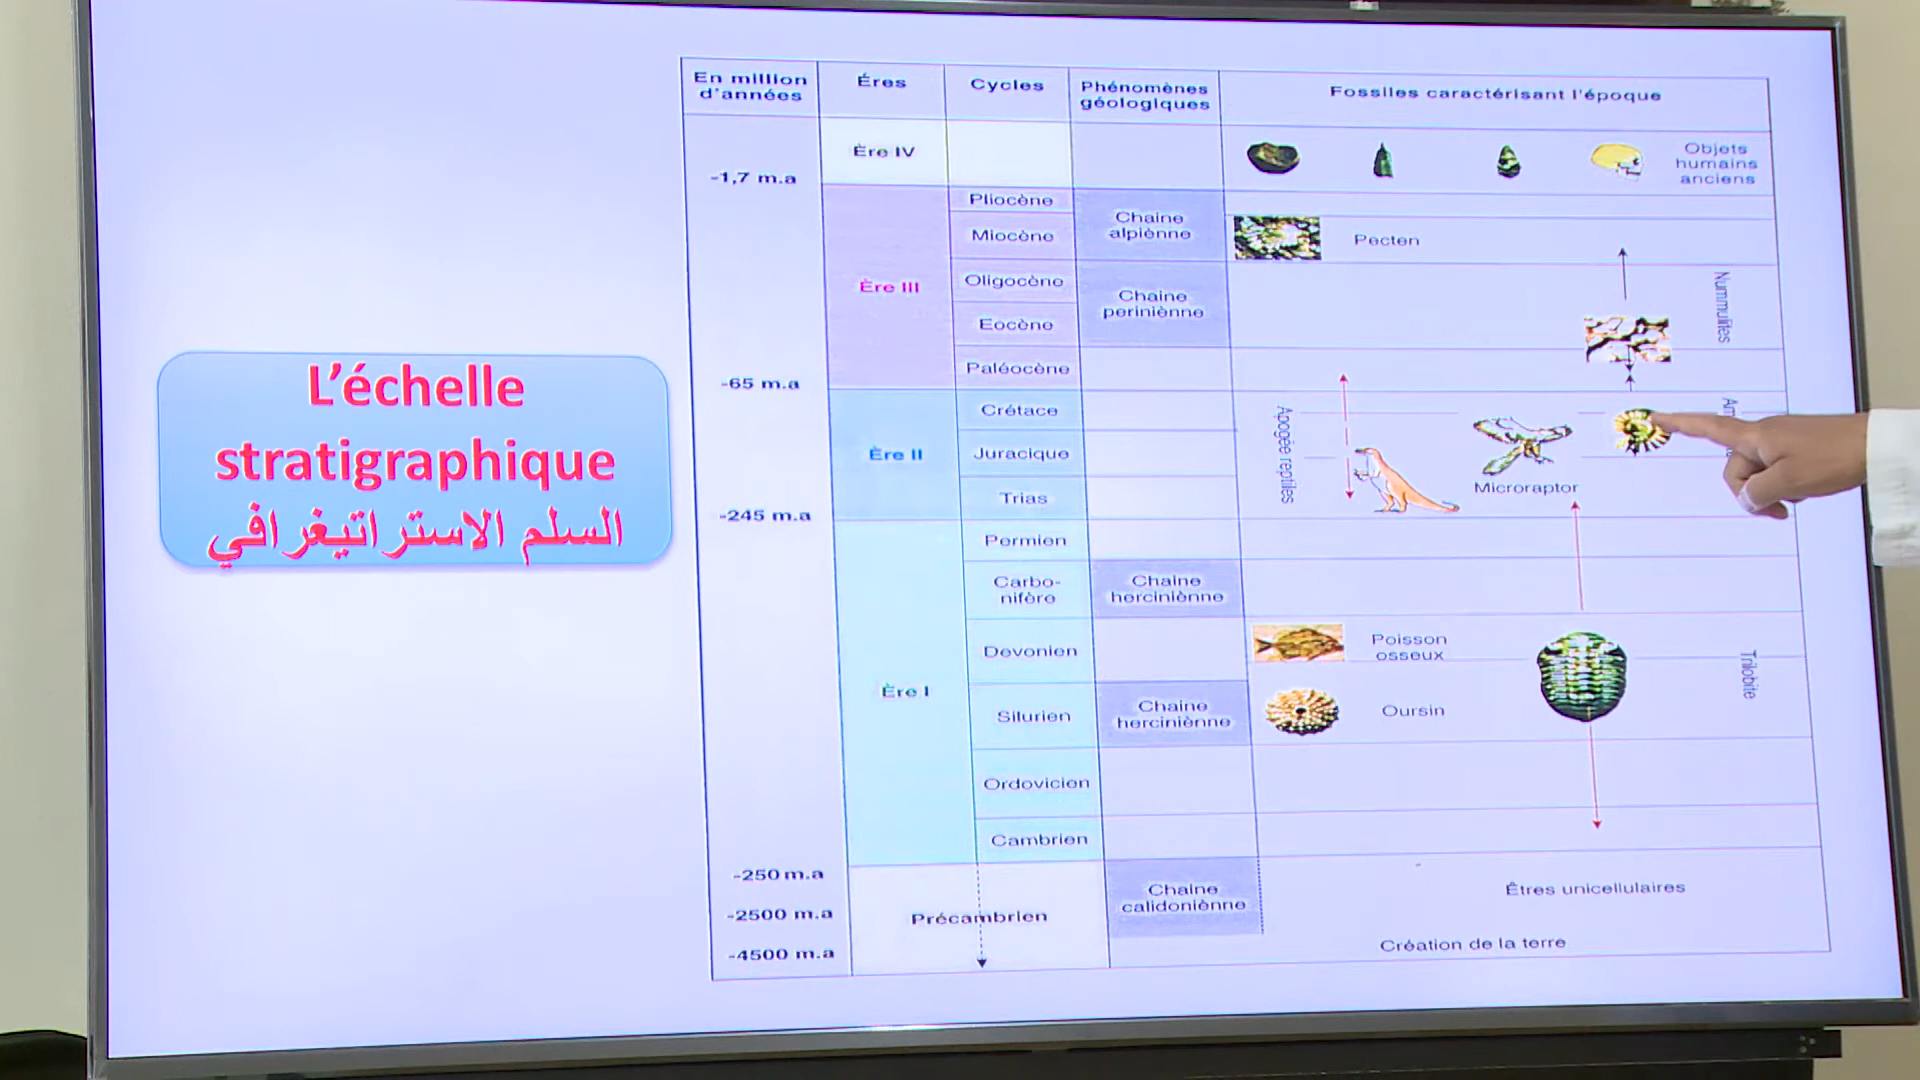 L'échelle
stratigraphique
السلم الاستراتيغرافي
En million
d'années
Éres
Cycles
Phénomènes
géologiques
Fossiles caractérisant l'époque
Ère IV
Objets
humains
anciens
-1,7 m.a
Pliocène
Chaine
alpiènne
Miocène
Pecten
Ère III
Oligocène
Chaine
periniènne
Nummulites
Eocène
Paléocène
-65 m.a
Crétace
Apogée reptiles
Ère II
Juracique
Microraptor
Trias
-245 m.a
Permien
Carbo-
nifère
Chaine
herciniènne
Devonien
Poisson
osseux
Trilobite
Ère I
Silurien
Chaine
herciniènne
Oursin
Ordovicien
Cambrien
-250 m.a
-2500 m.a
-4500 m.a
Précambrien
Chaine
calidoniènne
Êtres unicellulaires
Création de la terre